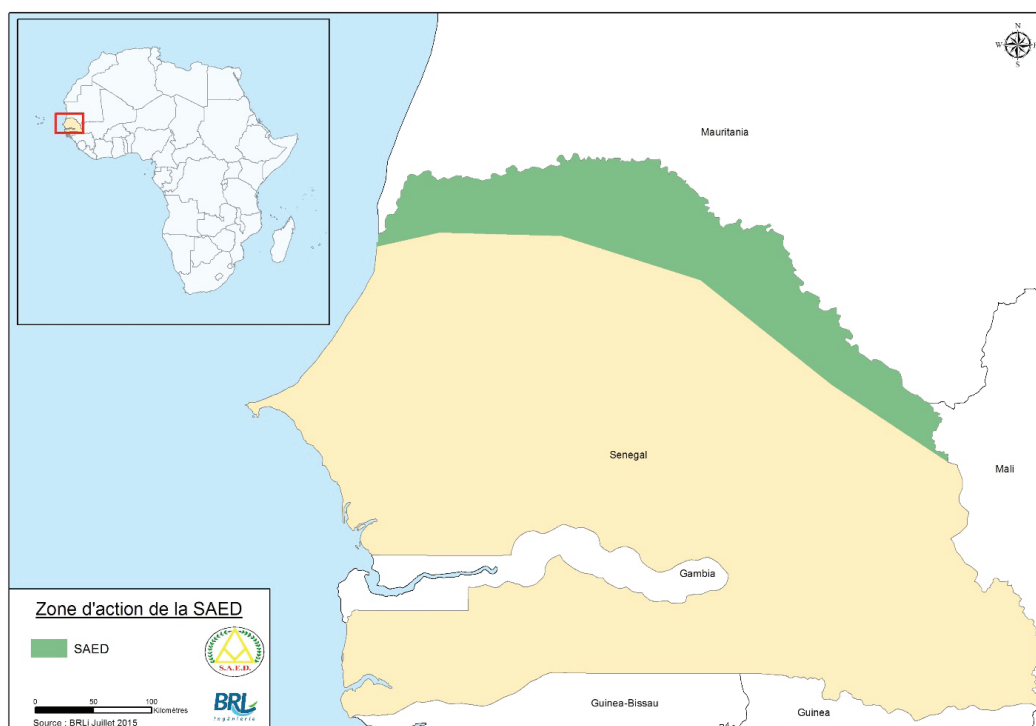 N
W
E
S
Mauritania
Senegal
Mali
Gambia
Guinea-Bissau
Guinea
Zone d'action de la SAED
SAED
S.A.E.D.
0 50 100
Kilomètres
BRL
Ingénierie
Source : BRLi Juillet 2015